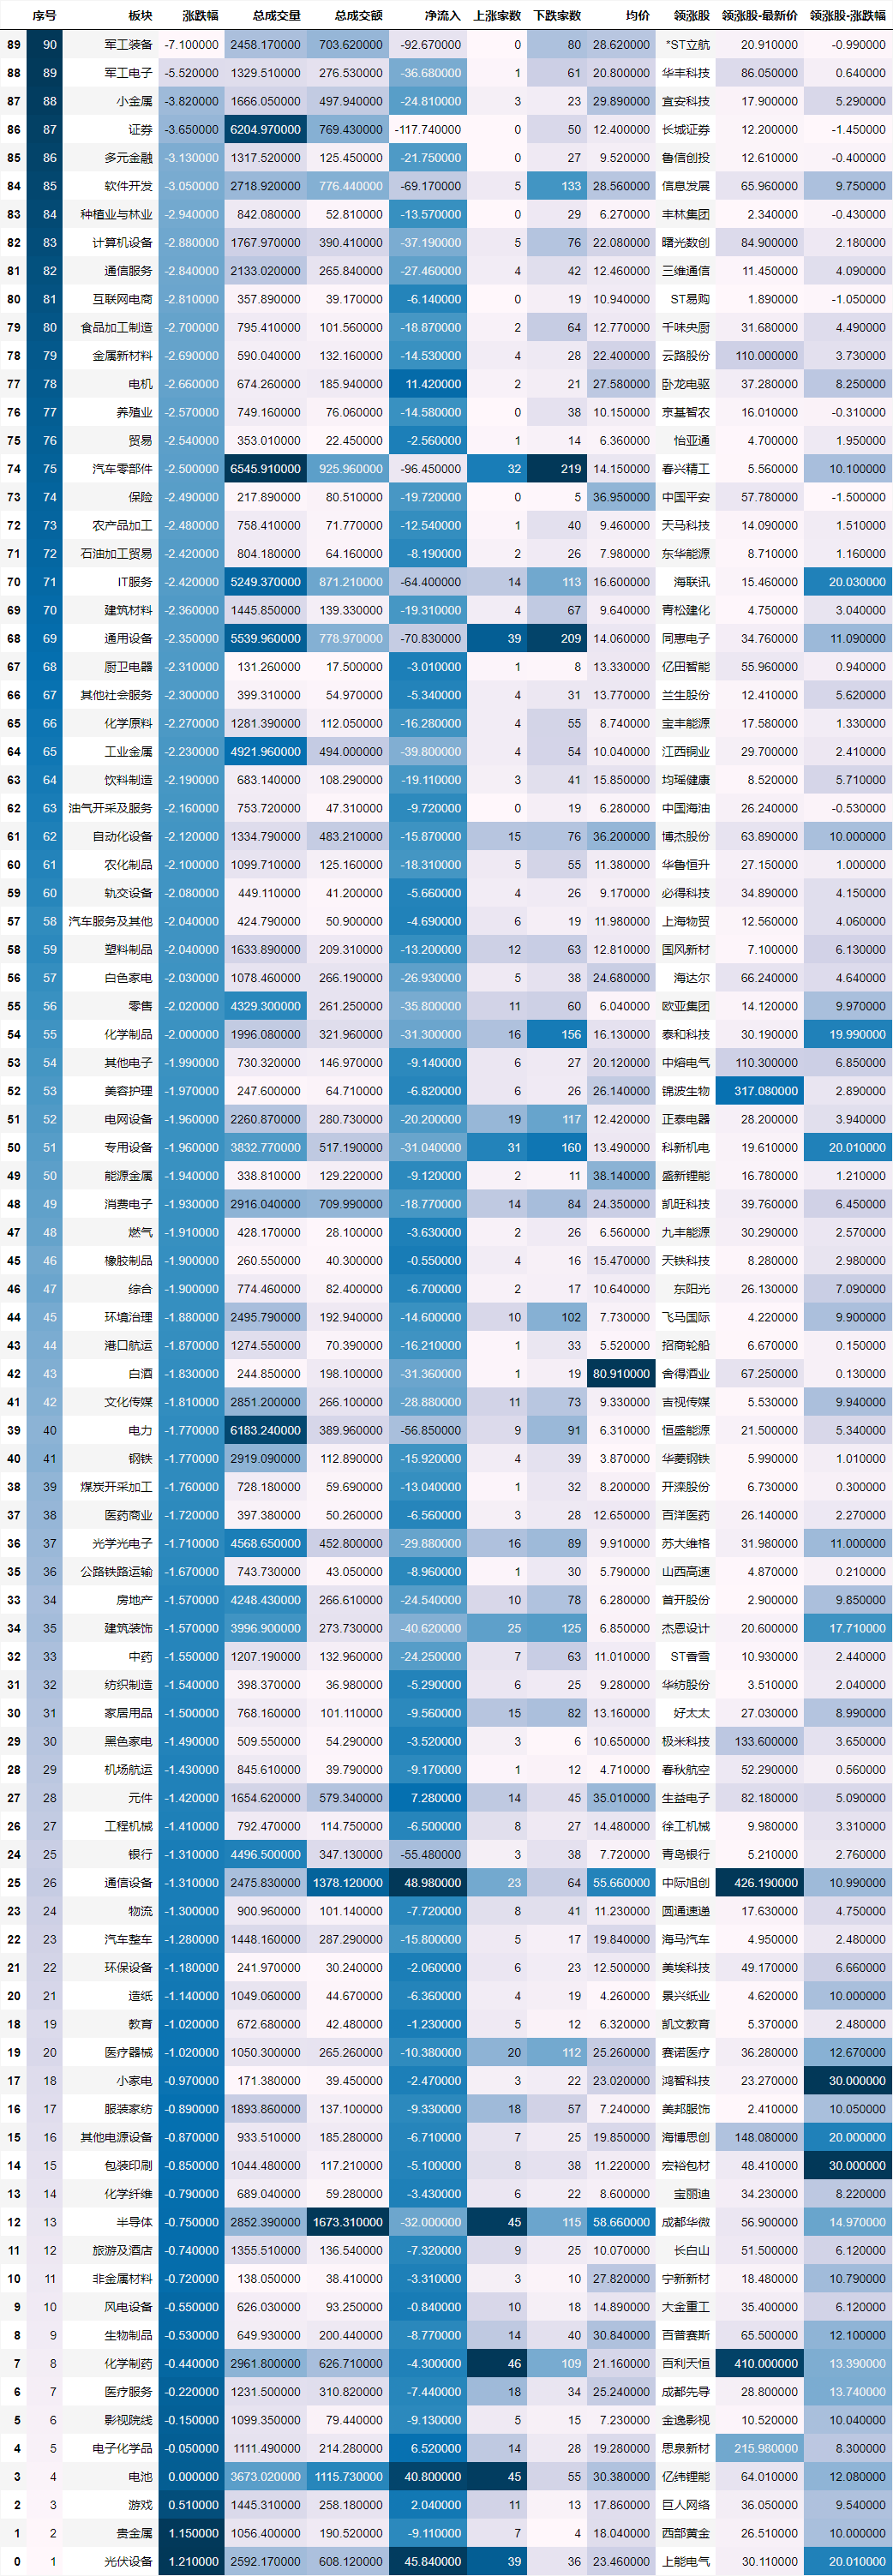 序号 板块 涨跌幅 总成交量 总成交额 净流入 上涨家数 下跌家数 均价 领涨股 领涨股-最新价 领涨股-涨跌幅
89 90 军工装备 -7.100000 2458.170000 703.620000 -92.670000 0 80 28.620000 *ST立航 20.910000 -0.990000
88 89 军工电子 -5.520000 1329.510000 276.530000 -36.680000 1 61 20.800000 华丰科技 86.050000 0.640000
87 88 小金属 -3.820000 1666.050000 497.940000 -24.810000 3 23 29.890000 宜安科技 17.900000 5.290000
86 87 证券 -3.650000 6204.970000 769.430000 -117.740000 0 50 12.400000 长城证券 12.200000 -1.450000
85 86 多元金融 -3.130000 1317.520000 125.450000 -21.750000 0 27 9.520000 鲁信创投 12.610000 -0.400000
84 85 软件开发 -3.050000 2718.920000 776.440000 -69.170000 5 133 28.560000 信息发展 65.960000 9.750000
83 84 种植业与林业 -2.940000 842.080000 52.810000 -13.570000 0 29 6.270000 丰林集团 2.340000 -0.430000
82 83 计算机设备 -2.880000 1767.970000 390.410000 -37.190000 5 76 22.080000 曙光数创 84.900000 2.180000
81 82 通信服务 -2.840000 2133.020000 265.840000 -27.460000 4 42 12.460000 三维通信 11.450000 4.090000
80 81 互联网电商 -2.810000 357.890000 39.170000 -6.140000 0 19 10.940000 ST易购 1.890000 -1.050000
79 80 食品加工制造 -2.700000 795.410000 101.560000 -18.870000 2 64 12.770000 千味央厨 31.680000 4.490000
78 79 金属新材料 -2.690000 590.040000 132.160000 -14.530000 4 28 22.400000 云路股份 110.000000 3.730000
77 78 电机 -2.660000 674.260000 185.940000 11.420000 2 21 27.580000 卧龙电驱 37.280000 8.250000
76 77 养殖业 -2.570000 749.160000 76.060000 -14.580000 0 38 10.150000 京基智农 16.010000 -0.310000
75 76 贸易 -2.540000 353.010000 22.450000 -2.560000 1 14 6.360000 怡亚通 4.700000 1.950000
74 75 汽车零部件 -2.500000 6545.910000 925.960000 -96.450000 32 219 14.150000 春兴精工 5.560000 10.100000
73 74 保险 -2.490000 217.890000 80.510000 -19.720000 0 5 36.950000 中国平安 57.780000 -1.500000
72 73 农产品加工 -2.480000 758.410000 71.770000 -12.540000 1 40 9.460000 天马科技 14.090000 1.510000
71 72 石油加工贸易 -2.420000 804.180000 64.160000 -8.190000 2 26 7.980000 东华能源 8.710000 1.160000
70 71 IT服务 -2.420000 5249.370000 871.210000 -64.400000 14 113 16.600000 海联讯 15.460000 20.030000
69 70 建筑材料 -2.360000 1445.850000 139.330000 -19.310000 4 67 9.640000 青松建化 4.750000 3.040000
68 69 通用设备 -2.350000 5539.960000 778.970000 -70.830000 39 209 14.060000 同惠电子 34.760000 11.090000
67 68 厨卫电器 -2.310000 131.260000 17.500000 -3.010000 1 8 13.330000 亿田智能 55.960000 0.940000
66 67 其他社会服务 -2.300000 399.310000 54.970000 -5.340000 4 31 13.770000 兰生股份 12.410000 5.620000
65 66 化学原料 -2.270000 1281.390000 112.050000 -16.280000 4 55 8.740000 宝丰能源 17.580000 1.330000
64 65 工业金属 -2.230000 4921.960000 494.000000 -39.800000 4 54 10.040000 江西铜业 29.700000 2.410000
63 64 饮料制造 -2.190000 683.140000 108.290000 -19.110000 3 41 15.850000 均瑶健康 8.520000 5.710000
62 63 油气开采及服务 -2.160000 753.720000 47.310000 -9.720000 0 19 6.280000 中国海油 26.240000 -0.530000
61 62 自动化设备 -2.120000 1334.790000 483.210000 -15.870000 15 76 36.200000 博杰股份 63.890000 10.000000
60 61 农化制品 -2.100000 1099.710000 125.160000 -18.310000 5 55 11.380000 华鲁恒升 27.150000 1.000000
59 60 轨交设备 -2.080000 449.110000 41.200000 -5.660000 4 26 9.170000 必得科技 34.890000 4.150000
57 58 汽车服务及其他 -2.040000 424.790000 50.900000 -4.690000 6 19 11.980000 上海物贸 12.560000 4.060000
58 59 塑料制品 -2.040000 1633.890000 209.310000 -13.200000 12 63 12.810000 国风新材 7.100000 6.130000
56 57 白色家电 -2.030000 1078.460000 266.190000 -26.930000 5 38 24.680000 海达尔 66.240000 4.640000
55 56 零售 -2.020000 4329.300000 261.250000 -35.800000 11 60 6.040000 欧亚集团 14.120000 9.970000
54 55 化学制品 -2.000000 1996.080000 321.960000 -31.300000 16 156 16.130000 泰和科技 30.190000 19.990000
53 54 其他电子 -1.990000 730.320000 146.970000 -9.140000 6 27 20.120000 中熔电气 110.300000 6.850000
52 53 美容护理 -1.970000 247.600000 64.710000 -6.820000 6 26 26.140000 锦波生物 317.080000 2.890000
51 52 电网设备 -1.960000 2260.870000 280.730000 -20.200000 19 117 12.420000 正泰电器 28.200000 3.940000
50 51 专用设备 -1.960000 3832.770000 517.190000 -31.040000 31 160 13.490000 科新机电 19.610000 20.010000
49 50 能源金属 -1.940000 338.810000 129.220000 -9.120000 2 11 38.140000 盛新锂能 16.780000 1.210000
48 49 消费电子 -1.930000 2916.040000 709.990000 -18.770000 14 84 24.350000 凯旺科技 39.760000 6.450000
47 48 燃气 -1.910000 428.170000 28.100000 -3.630000 2 26 6.560000 九丰能源 30.290000 2.570000
45 46 橡胶制品 -1.900000 260.550000 40.300000 -0.550000 4 16 15.470000 天铁科技 8.280000 2.980000
46 47 综合 -1.900000 774.460000 82.400000 -6.700000 2 17 10.640000 东阳光 26.130000 7.090000
44 45 环境治理 -1.880000 2495.790000 192.940000 -14.600000 10 102 7.730000 飞马国际 4.220000 9.900000
43 44 港口航运 -1.870000 1274.550000 70.390000 -16.210000 1 33 5.520000 招商轮船 6.670000 0.150000
42 43 白酒 -1.830000 244.850000 198.100000 -31.360000 1 19 80.910000 舍得酒业 67.250000 0.130000
41 42 文化传媒 -1.810000 2851.200000 266.100000 -28.880000 11 73 9.330000 吉视传媒 5.530000 9.940000
39 40 电力 -1.770000 6183.240000 389.960000 -56.850000 9 91 6.310000 恒盛能源 21.500000 5.340000
40 41 钢铁 -1.770000 2919.090000 112.890000 -15.920000 4 39 3.870000 华菱钢铁 5.990000 1.010000
38 39 煤炭开采加工 -1.760000 728.180000 59.690000 -13.040000 1 32 8.200000 开滦股份 6.730000 0.300000
37 38 医药商业 -1.720000 397.380000 50.260000 -6.560000 3 28 12.650000 百洋医药 26.140000 2.270000
36 37 光学光电子 -1.710000 4568.650000 452.800000 -29.880000 16 89 9.910000 苏大维格 31.980000 11.000000
35 36 公路铁路运输 -1.670000 743.730000 43.050000 -8.960000 1 30 5.790000 山西高速 4.870000 0.210000
33 34 房地产 -1.570000 4248.430000 266.610000 -24.540000 10 78 6.280000 首开股份 2.900000 9.850000
34 35 建筑装饰 -1.570000 3996.900000 273.730000 -40.620000 25 125 6.850000 杰恩设计 20.600000 17.710000
32 33 中药 -1.550000 1207.190000 132.960000 -24.250000 7 63 11.010000 ST香雪 10.930000 2.440000
31 32 纺织制造 -1.540000 398.370000 36.980000 -5.290000 6 25 9.280000 华纺股份 3.510000 2.040000
30 31 家居用品 -1.500000 768.160000 101.110000 -9.560000 15 82 13.160000 好太太 27.030000 8.990000
29 30 黑色家电 -1.490000 509.550000 54.290000 -3.520000 3 6 10.650000 极米科技 133.600000 3.650000
28 29 机场航运 -1.430000 845.610000 39.790000 -9.170000 1 12 4.710000 春秋航空 52.290000 0.560000
27 28 元件 -1.420000 1654.620000 579.340000 7.280000 14 45 35.010000 生益电子 82.180000 5.090000
26 27 工程机械 -1.410000 792.470000 114.750000 -6.500000 8 27 14.480000 徐工机械 9.980000 3.310000
24 25 银行 -1.310000 4496.500000 347.130000 -55.480000 3 38 7.720000 青岛银行 5.210000 2.760000
25 26 通信设备 -1.310000 2475.830000 1378.120000 48.980000 23 64 55.660000 中际旭创 426.190000 10.990000
23 24 物流 -1.300000 900.960000 101.140000 -7.720000 8 41 11.230000 圆通速递 17.630000 4.750000
22 23 汽车整车 -1.280000 1448.160000 287.290000 -15.800000 5 17 19.840000 海马汽车 4.950000 2.480000
21 22 环保设备 -1.180000 241.970000 30.240000 -2.060000 6 23 12.500000 美埃科技 49.170000 6.660000
20 21 造纸 -1.140000 1049.060000 44.670000 -6.360000 4 19 4.260000 景兴纸业 4.620000 10.000000
18 19 教育 -1.020000 672.680000 42.480000 -1.230000 5 12 6.320000 凯文教育 5.370000 2.480000
19 20 医疗器械 -1.020000 1050.300000 265.260000 -10.380000 20 112 25.260000 赛诺医疗 36.280000 12.670000
17 18 小家电 -0.970000 171.380000 39.450000 -2.470000 3 22 23.020000 鸿智科技 23.270000 30.000000
16 17 服装家纺 -0.890000 1893.860000 137.100000 -9.330000 18 57 7.240000 美邦服饰 2.410000 10.050000
15 16 其他电源设备 -0.870000 933.510000 185.280000 -6.710000 7 25 19.850000 海博思创 148.080000 20.000000
14 15 包装印刷 -0.850000 1044.480000 117.210000 -5.100000 8 38 11.220000 宏裕包材 48.410000 30.000000
13 14 化学纤维 -0.790000 689.040000 59.280000 -3.430000 6 22 8.600000 宝丽迪 34.230000 8.220000
12 13 半导体 -0.750000 2852.390000 1673.310000 -32.000000 45 115 58.660000 成都华微 56.900000 14.970000
11 12 旅游及酒店 -0.740000 1355.510000 136.540000 -7.320000 9 25 10.070000 长白山 51.500000 6.120000
10 11 非金属材料 -0.720000 138.050000 38.410000 -3.310000 3 10 27.820000 宁新新材 18.480000 10.790000
9 10 风电设备 -0.550000 626.030000 93.250000 -0.840000 10 18 14.890000 大金重工 35.400000 6.120000
8 9 生物制品 -0.530000 649.930000 200.440000 -8.770000 14 40 30.840000 百普赛斯 65.500000 12.100000
7 8 化学制药 -0.440000 2961.800000 626.710000 -4.300000 46 109 21.160000 百利天恒 410.000000 13.390000
6 7 医疗服务 -0.220000 1231.500000 310.820000 -7.440000 18 34 25.240000 成都先导 28.800000 13.740000
5 6 影视院线 -0.150000 1099.350000 79.440000 -9.130000 5 15 7.230000 金逸影视 10.520000 10.040000
4 5 电子化学品 -0.050000 1111.490000 214.280000 6.520000 14 28 19.280000 思泉新材 215.980000 8.300000
3 4 电池 0.000000 3673.020000 1115.730000 40.800000 45 55 30.380000 亿纬锂能 64.010000 12.080000
2 3 游戏 0.510000 1445.310000 258.180000 2.040000 11 13 17.860000 巨人网络 36.050000 9.540000
1 2 贵金属 1.150000 1056.400000 190.520000 -9.110000 7 4 18.040000 西部黄金 26.510000 10.000000
0 1 光伏设备 1.210000 2592.170000 608.120000 45.840000 39 36 23.460000 上能电气 30.110000 20.010000